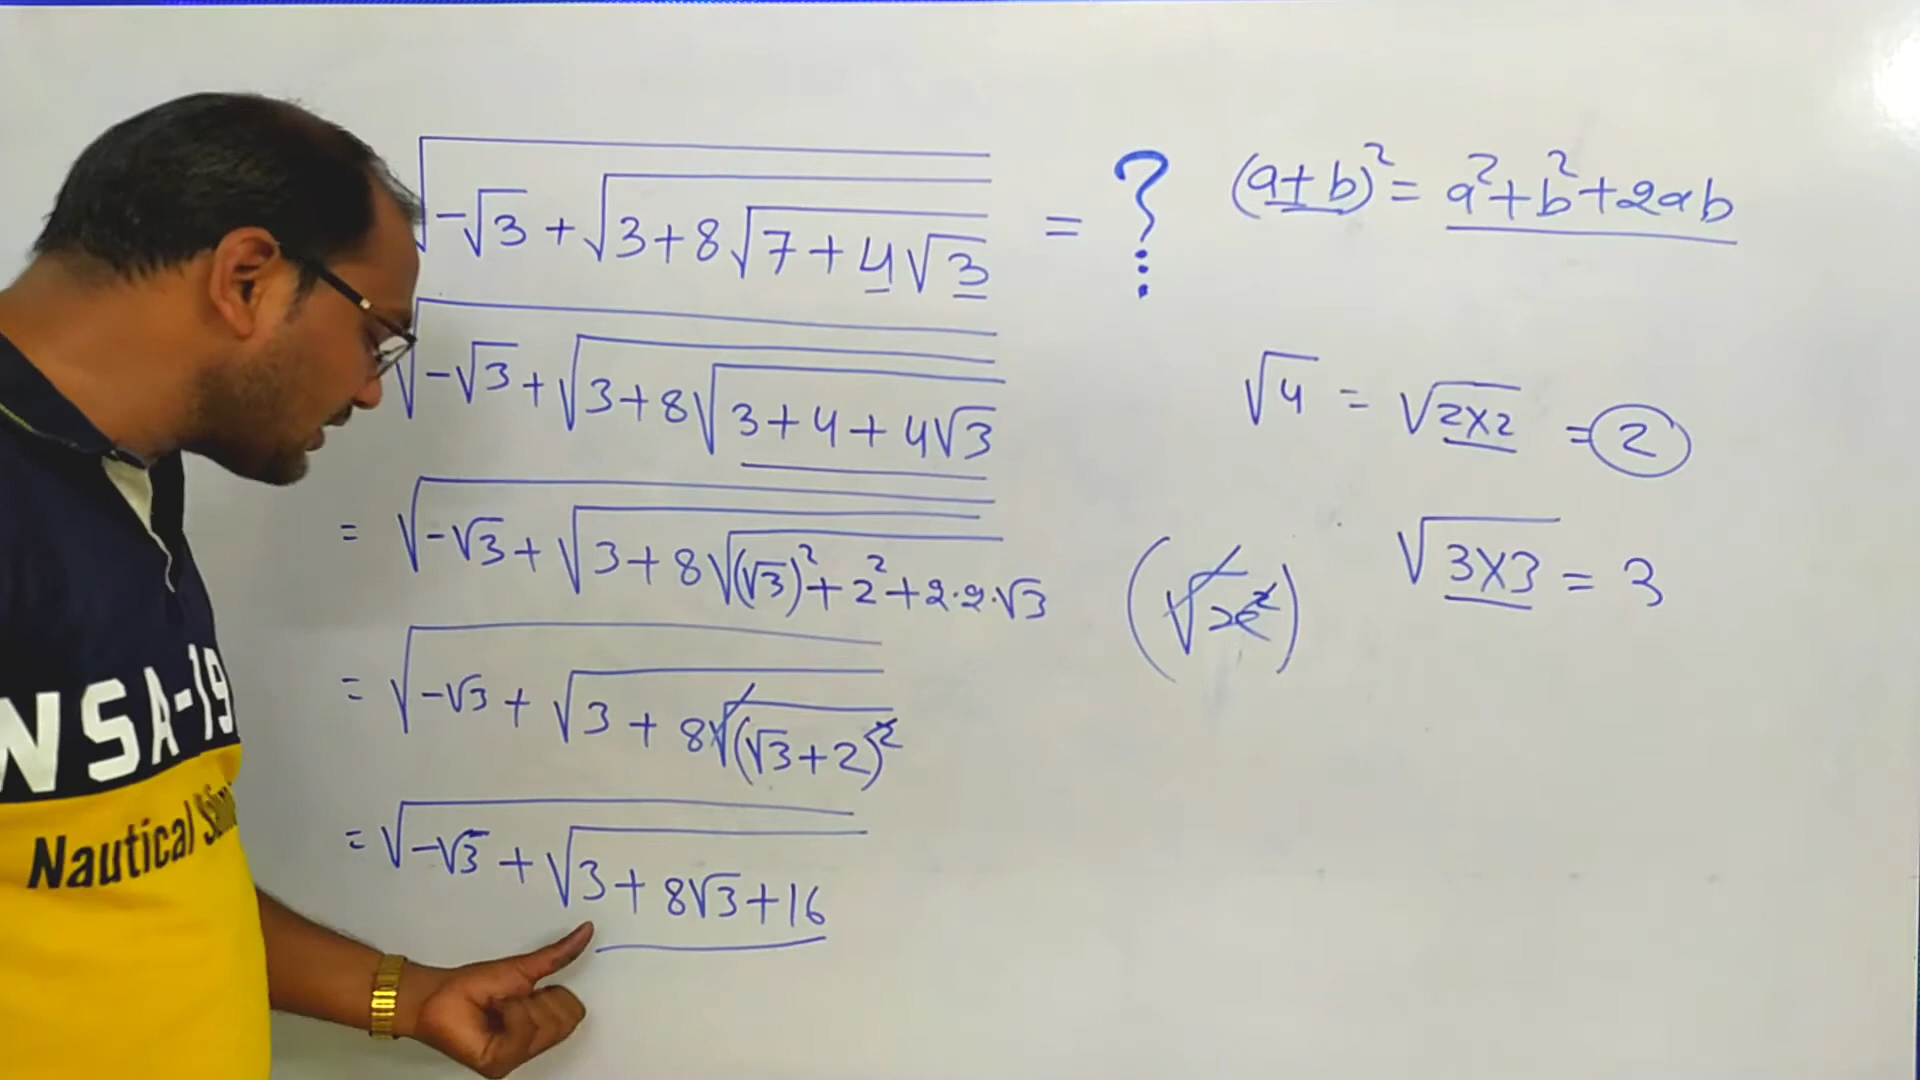 √(-√3 + √(3+8√(7+4√3))) = ?
(a+b)² = a²+b²+2ab
√(-√3 + √(3+8√(3+4+4√3)))
√4 = √(2×2) = 2
= √(-√3 + √(3+8√((√3)²+2²+2·2·√3)))
(√x²)
√(3×3) = 3
= √(-√3 + √(3+8√((√3+2)²)))
= √(-√3 + √(3+8√3+16))
WSA-19
Nautical